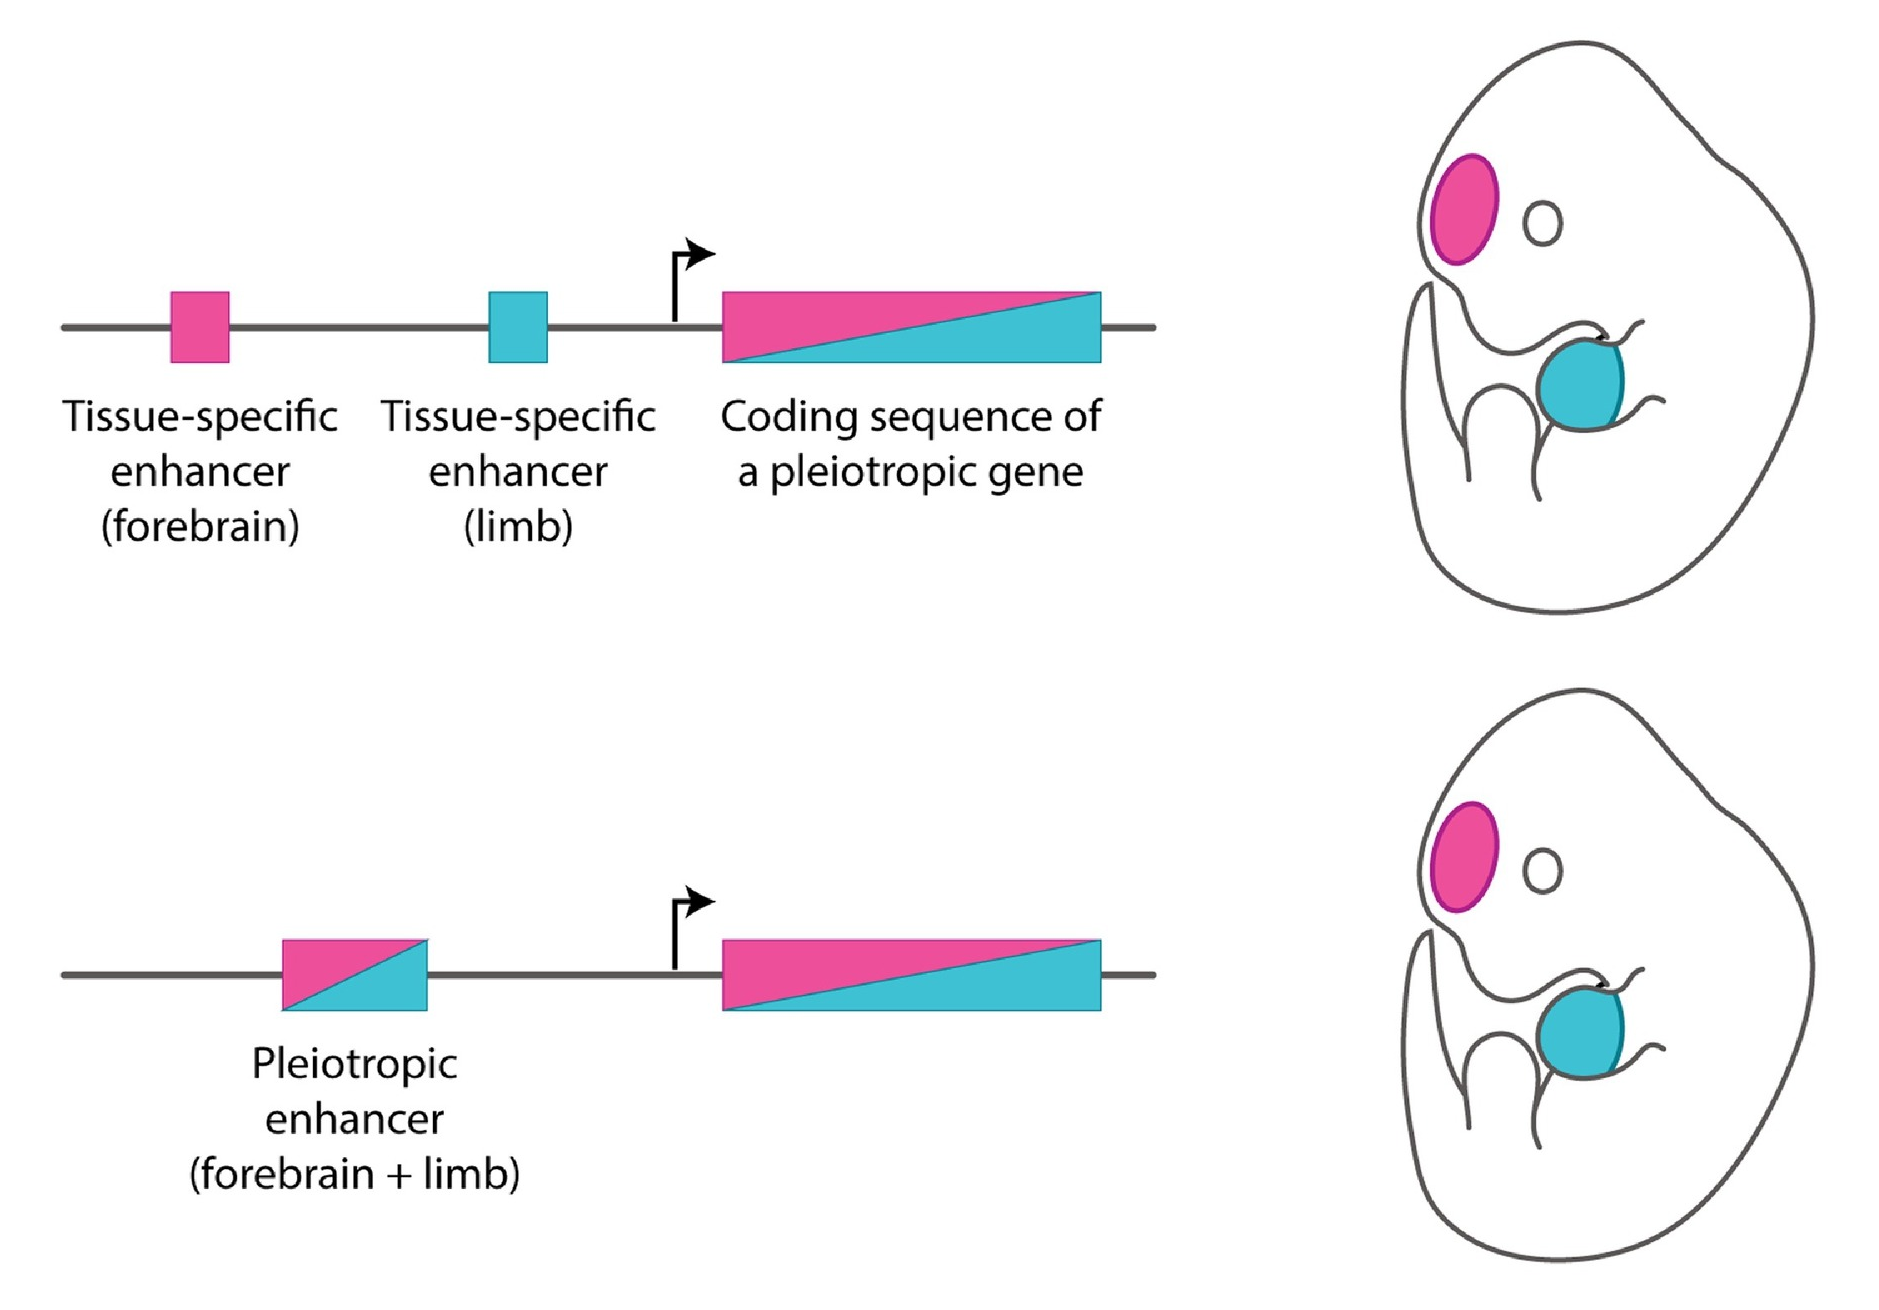 Tissue-specific
enhancer
(forebrain)
Tissue-specific
enhancer
(limb)
Coding sequence of
a pleiotropic gene
Pleiotropic
enhancer
(forebrain + limb)